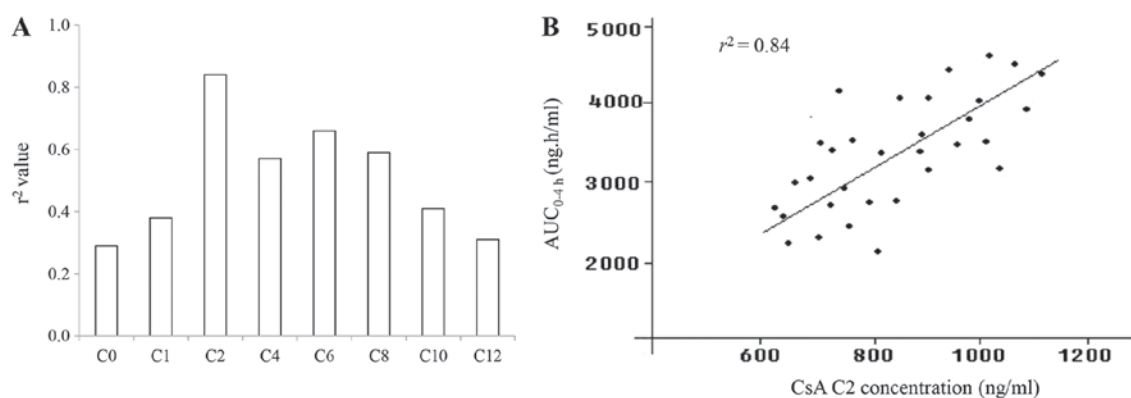 A
1.0
0.8
0.6
0.4
0.2
0.0
r² value
C0 C1 C2 C4 C6 C8 C10 C12
B
r² = 0.84
5000
4000
3000
2000
AUC₀₋₄ ₕ (ng.h/ml)
600 800 1000 1200
CsA C2 concentration (ng/ml)